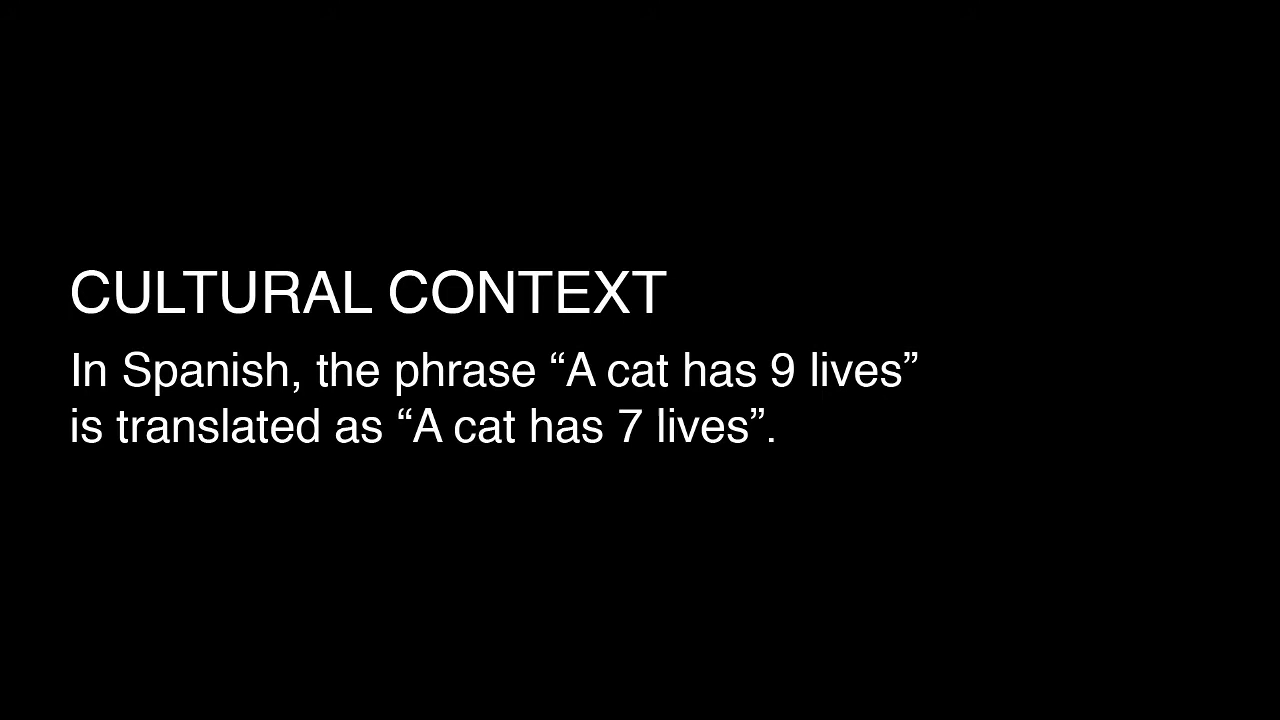 CULTURAL CONTEXT
In Spanish, the phrase “A cat has 9 lives”
is translated as “A cat has 7 lives”.